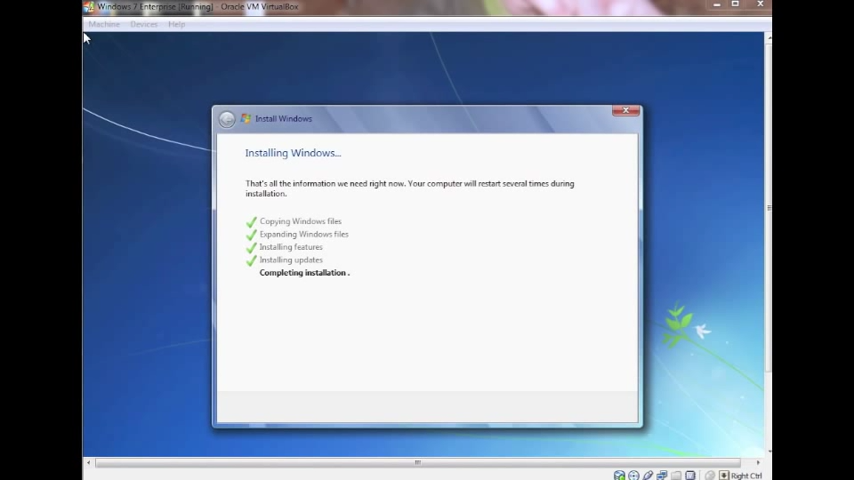 Windows 7 Enterprise [Running] - Oracle VM VirtualBox
Machine Devices Help
Install Windows
Installing Windows...
That's all the information we need right now. Your computer will restart several times during
installation.
Copying Windows files
Expanding Windows files
Installing features
Installing updates
Completing installation .
Right Ctrl